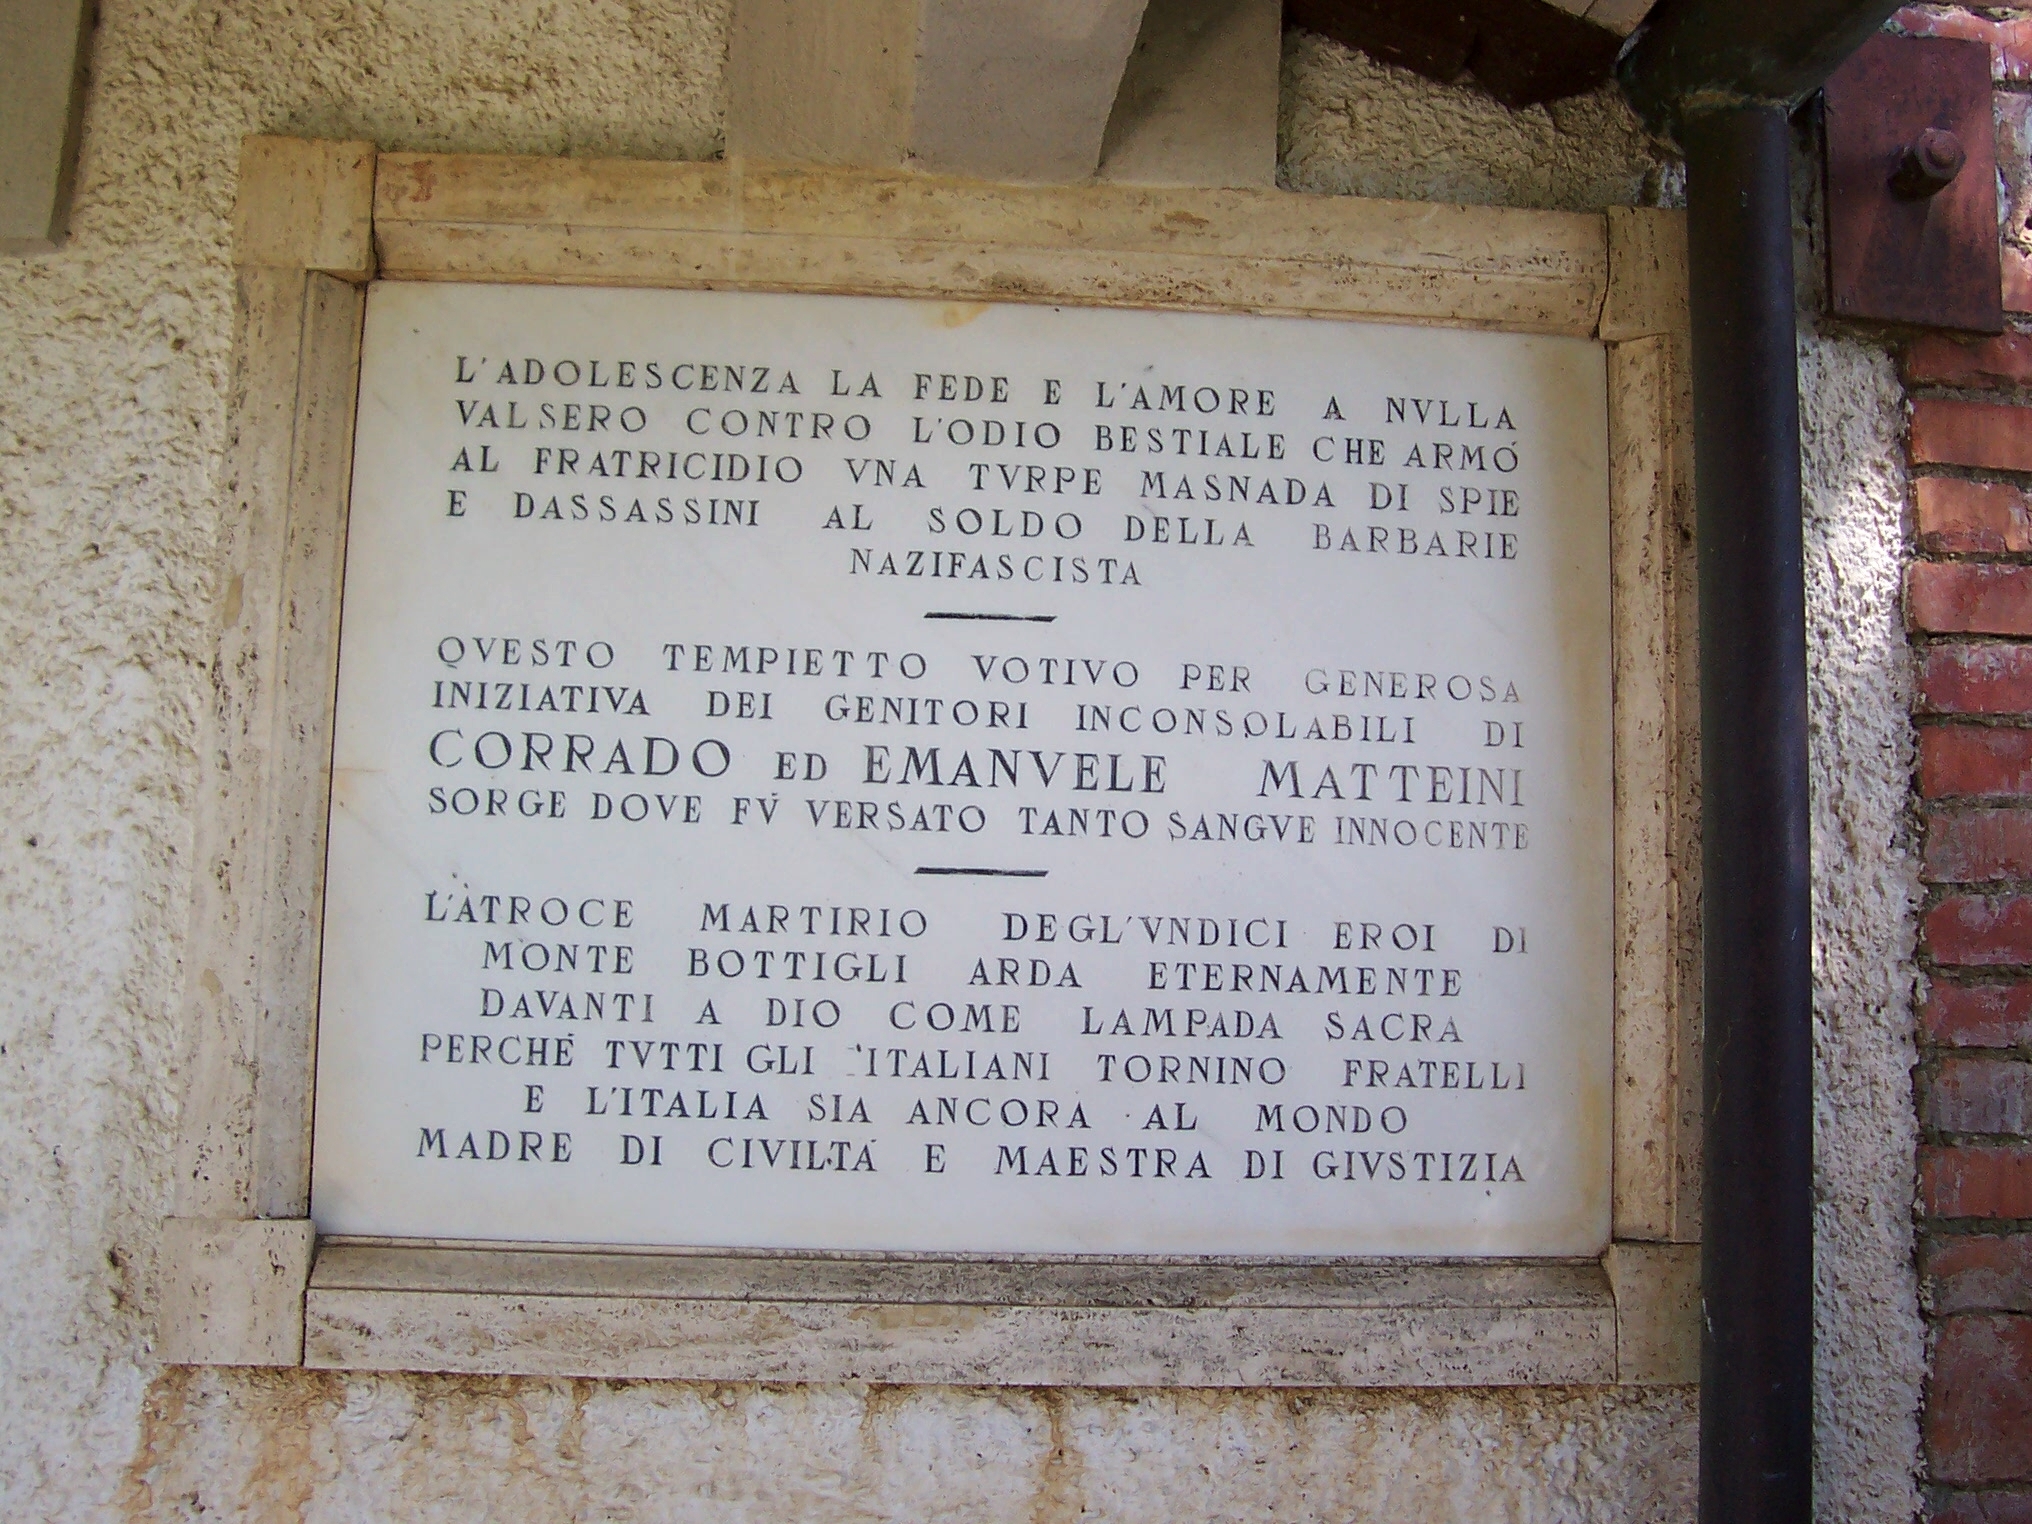 L'ADOLESCENZA LA FEDE E L'AMORE A NVLLA
VALSERO CONTRO L'ODIO BESTIALE CHE ARMÓ
AL FRATRICIDIO VNA TVRPE MASNADA DI SPIE
E DASSASSINI AL SOLDO DELLA BARBARIE
NAZIFASCISTA
QVESTO TEMPIETTO VOTIVO PER GENEROSA
INIZIATIVA DEI GENITORI INCONSOLABILI DI
CORRADO ED EMANVELE MATTEINI
SORGE DOVE FV́ VERSATO TANTO SANGVE INNOCENTE
L'ATROCE MARTIRIO DEGL'VNDICI EROI DI
MONTE BOTTIGLI ARDA ETERNAMENTE
DAVANTI A DIO COME LAMPADA SACRA
PERCHÉ TVTTI GLI 'ITALIANI TORNINO FRATELLI
E L'ITALIA SIA ANCORA AL MONDO
MADRE DI CIVILTÁ E MAESTRA DI GIVSTIZIA